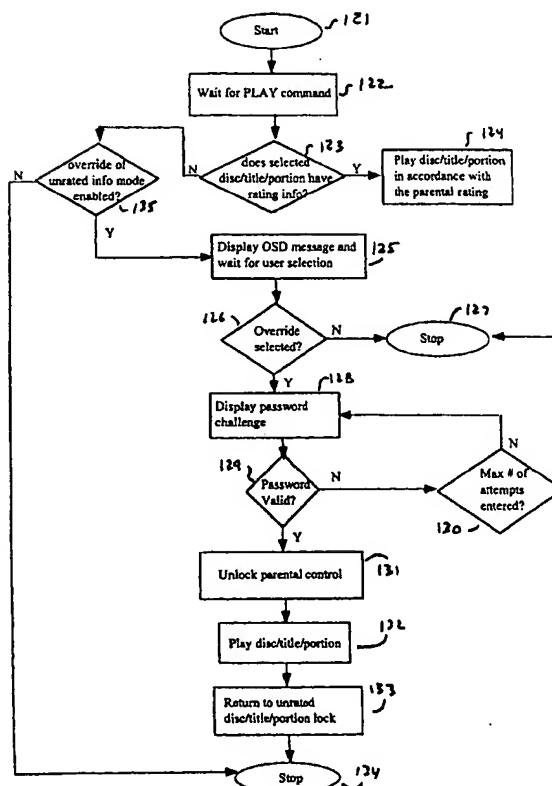 Start
121
Wait for PLAY command
122
123
does selected
disc/title/portion have
rating info?
N
Y
124
Play disc/title/portion
in accordance with
the parental rating
override of
unrated info mode
enabled?
N
135
Y
Display OSD message and
wait for user selection
125
126
Override
selected?
N
127
Stop
Y
128
Display password
challenge
129
Password
Valid?
N
N
Max # of
attempts
entered?
130
Y
Unlock parental control
131
Play disc/title/portion
132
Return to unrated
disc/title/portion lock
133
Stop
134